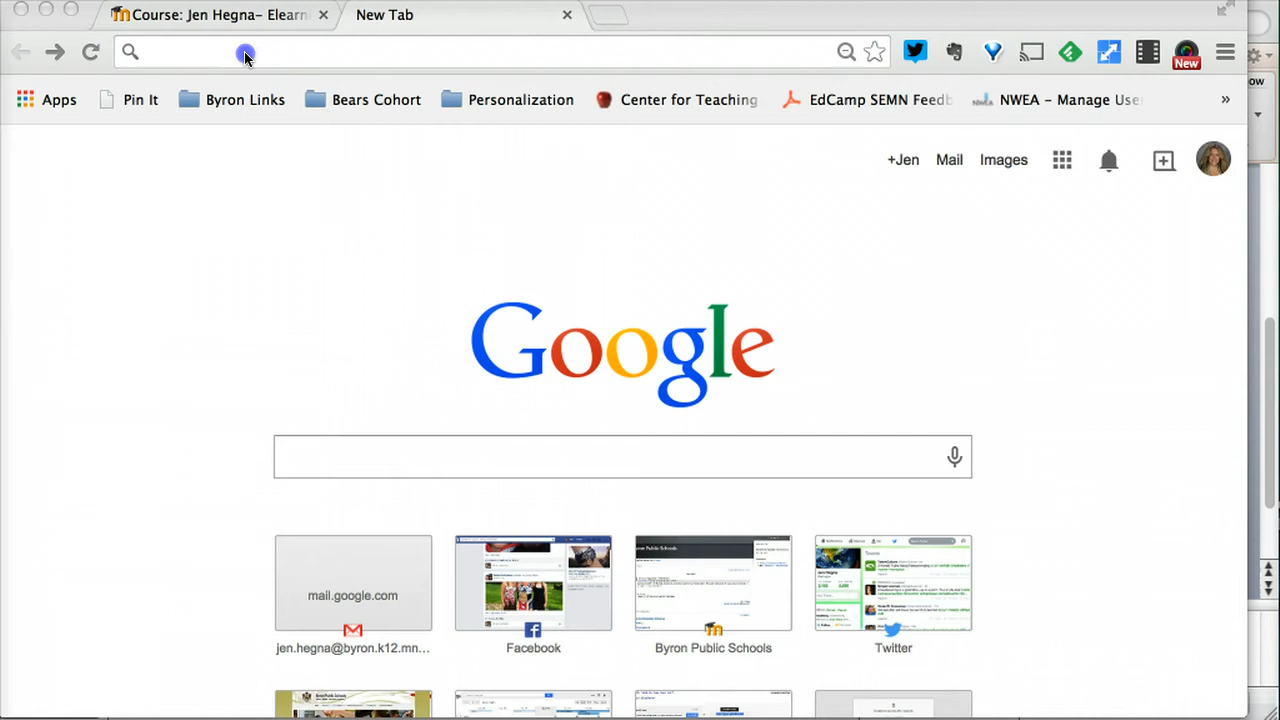 Course: Jen Hegna- Elearni
New Tab
New
Apps
Pin It
Byron Links
Bears Cohort
Personalization
Center for Teaching
EdCamp SEMN Feedb
NWEA – Manage Use
»
ow
+Jen
Mail
Images
Google
mail.google.com
jen.hegna@byron.k12.mn...
Facebook
Byron Public Schools
Twitter